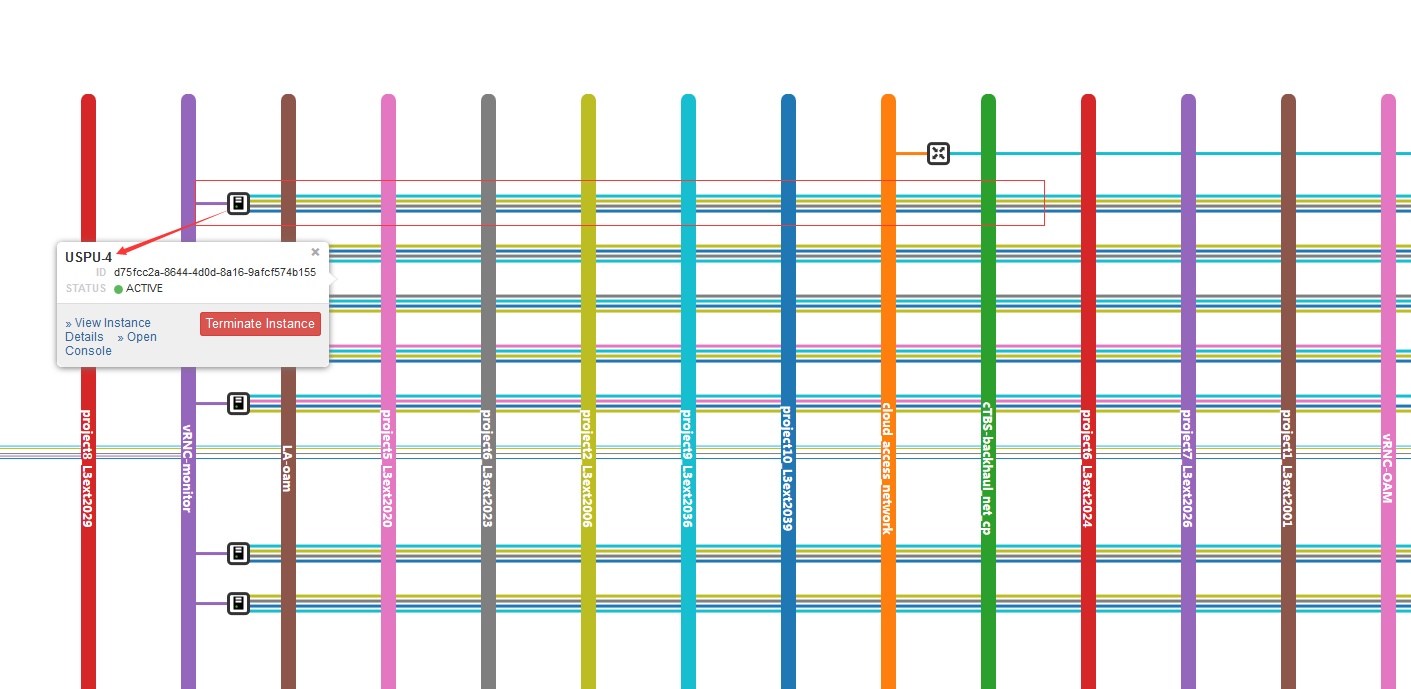 USPU-4
×
ID d75fcc2a-8644-4d0d-8a16-9afcf574b155
STATUS ACTIVE
» View Instance
Details » Open
Console
Terminate Instance
project8_L3ext2029
vRNC-monitor
LA-oam
project5_L3ext2020
project6_L3ext2023
project2_L3ext2006
project9_L3ext2036
project10_L3ext2039
cloud_access_network
cTBS-backhaul_net_cp
project6_L3ext2024
project7_L3ext2026
project1_L3ext2001
vRNC-OAM